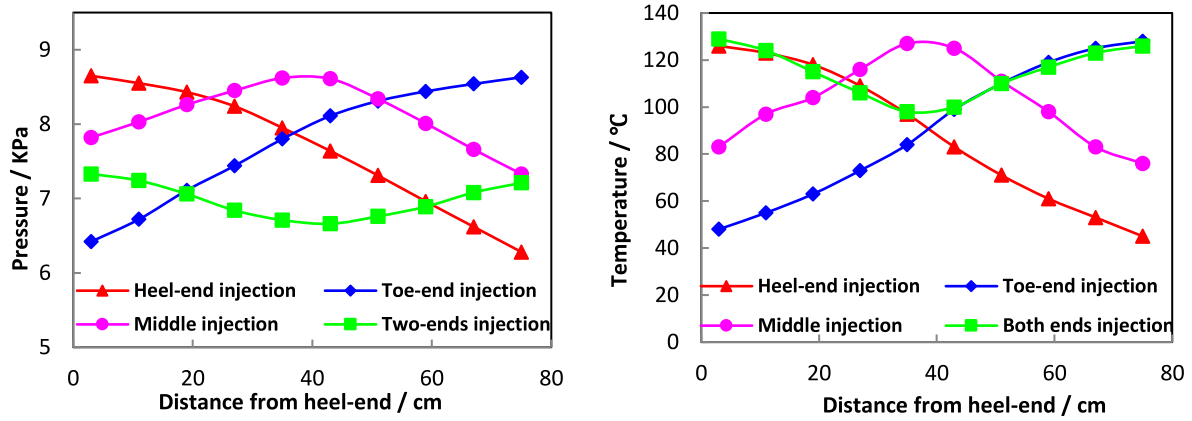 9
8
7
6
5
Pressure / KPa
Heel-end injection
Toe-end injection
Middle injection
Two-ends injection
0
20
40
60
80
Distance from heel-end / cm
140
120
100
80
60
40
20
0
Temperature / ℃
Heel-end injection
Toe-end injection
Middle injection
Both ends injection
0
20
40
60
80
Distance from heel-end / cm